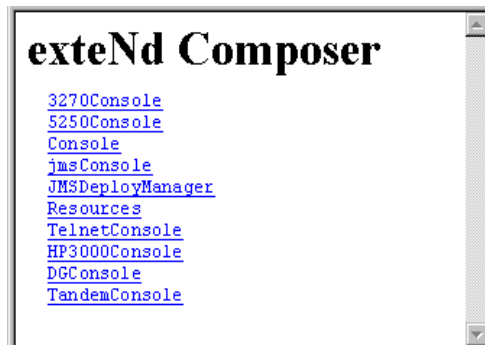 exteNd Composer
3270Console
5250Console
Console
jmsConsole
JMSDeployManager
Resources
TelnetConsole
HP3000Console
DGConsole
TandemConsole